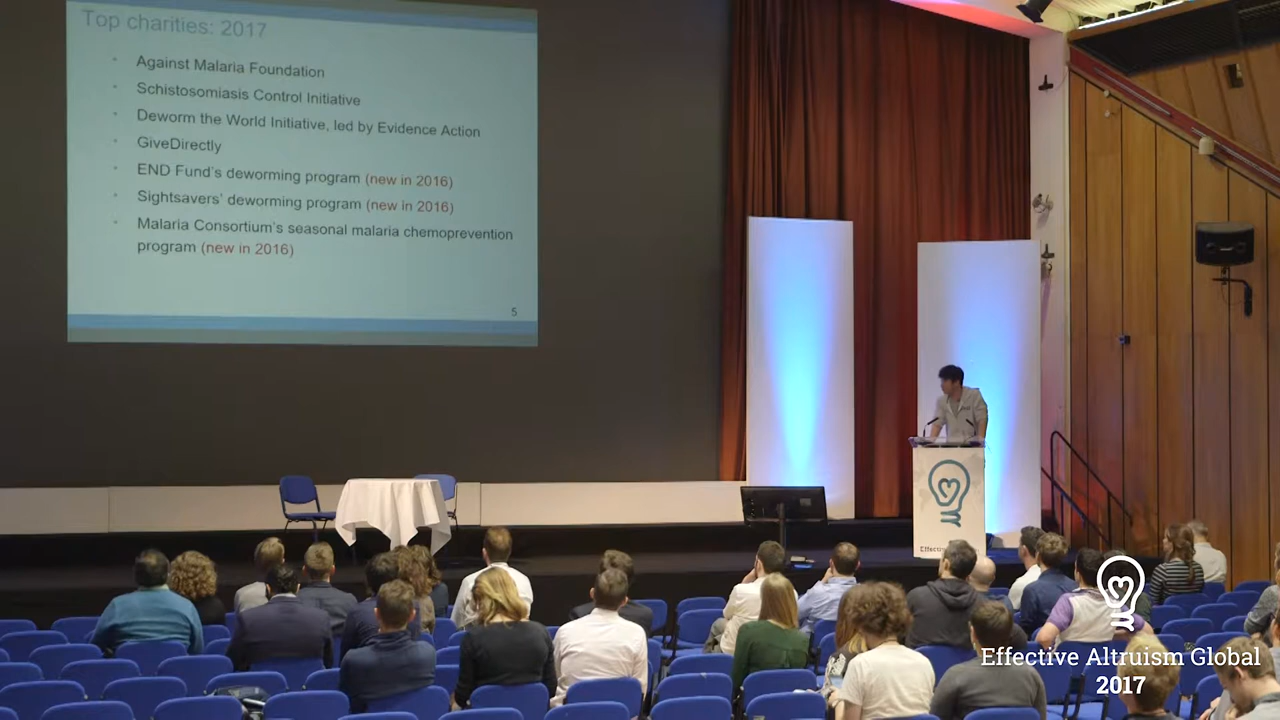 Top charities: 2017
Against Malaria Foundation
Schistosomiasis Control Initiative
Deworm the World Initiative, led by Evidence Action
GiveDirectly
END Fund's deworming program (new in 2016)
Sightsavers' deworming program (new in 2016)
Malaria Consortium's seasonal malaria chemoprevention
program (new in 2016)
5
Effective Altruism Global
2017